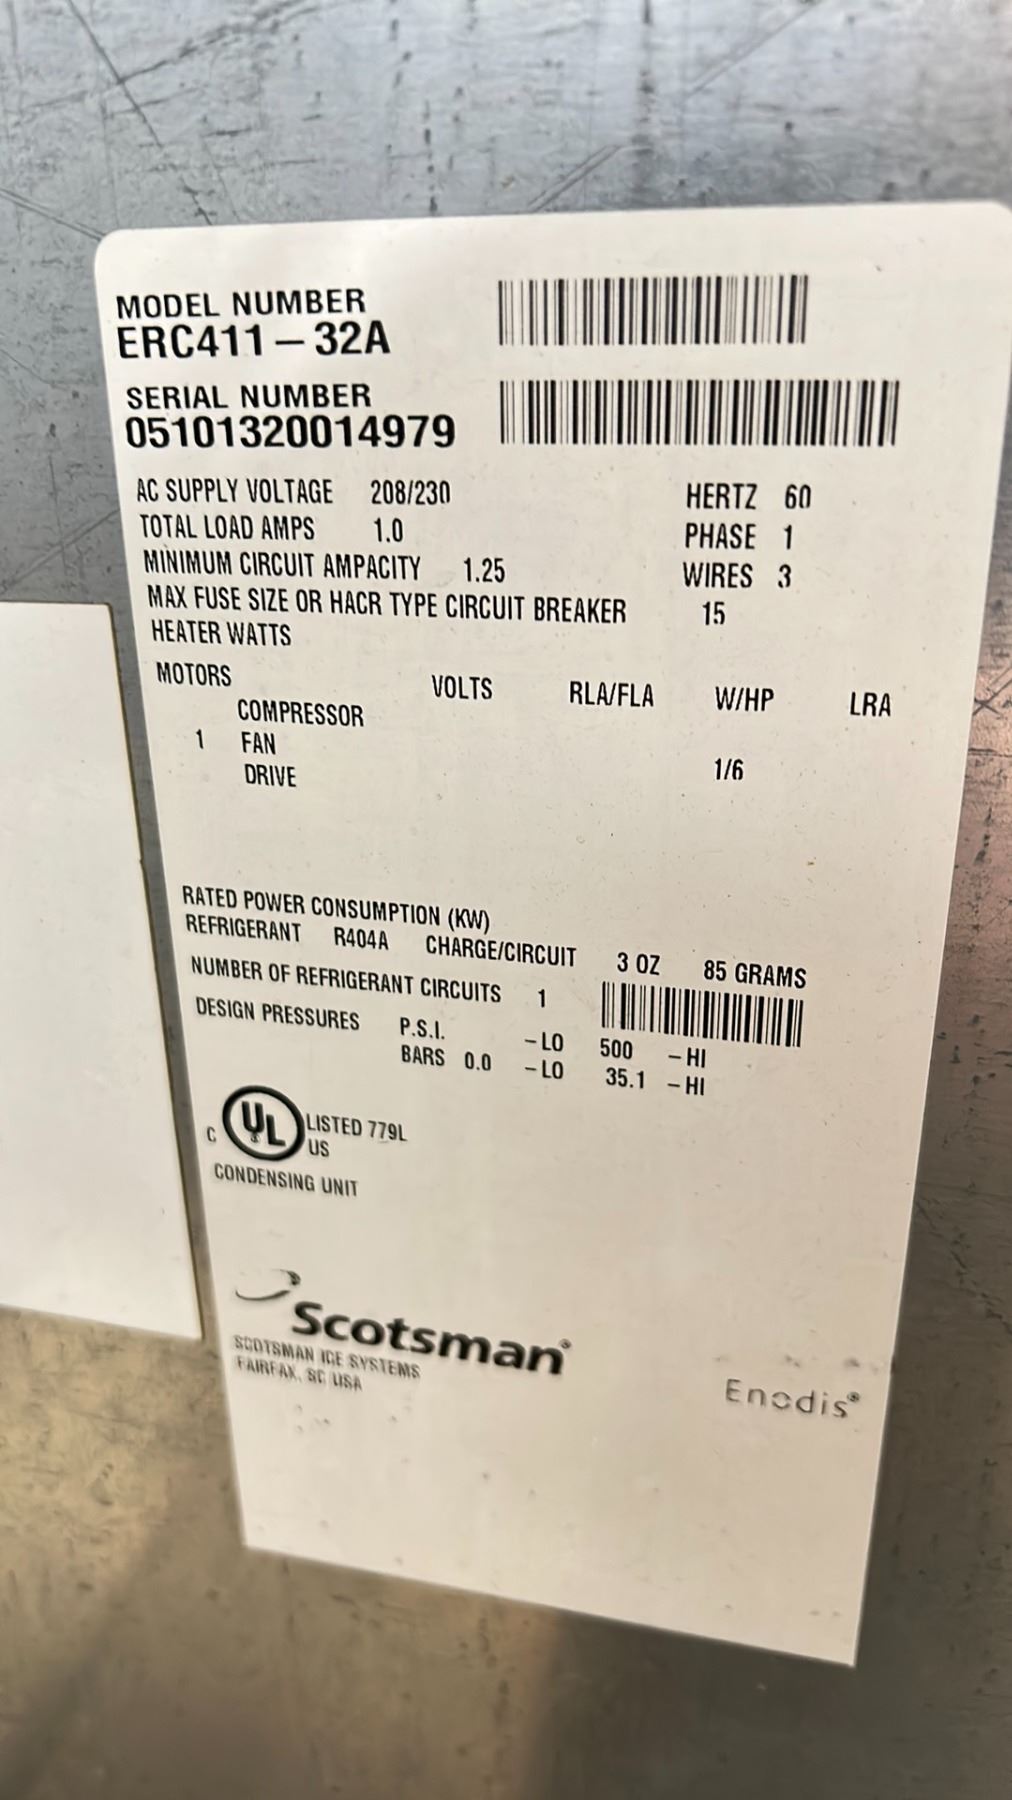 MODEL NUMBER
ERC411-32A
SERIAL NUMBER
05101320014979
AC SUPPLY VOLTAGE 208/230 HERTZ 60
TOTAL LOAD AMPS 1.0 PHASE 1
MINIMUM CIRCUIT AMPACITY 1.25 WIRES 3
MAX FUSE SIZE OR HACR TYPE CIRCUIT BREAKER 15
HEATER WATTS
MOTORS VOLTS RLA/FLA W/HP LRA
COMPRESSOR
1 FAN 1/6
DRIVE
RATED POWER CONSUMPTION (KW)
REFRIGERANT R404A CHARGE/CIRCUIT 3 OZ 85 GRAMS
NUMBER OF REFRIGERANT CIRCUITS 1
DESIGN PRESSURES P.S.I. -LO 500 -HI
BARS 0.0 -LO 35.1 -HI
C UL LISTED 779L
US
CONDENSING UNIT
Scotsman®
SCOTSMAN ICE SYSTEMS
FAIRFAX, SC USA
Enodis®